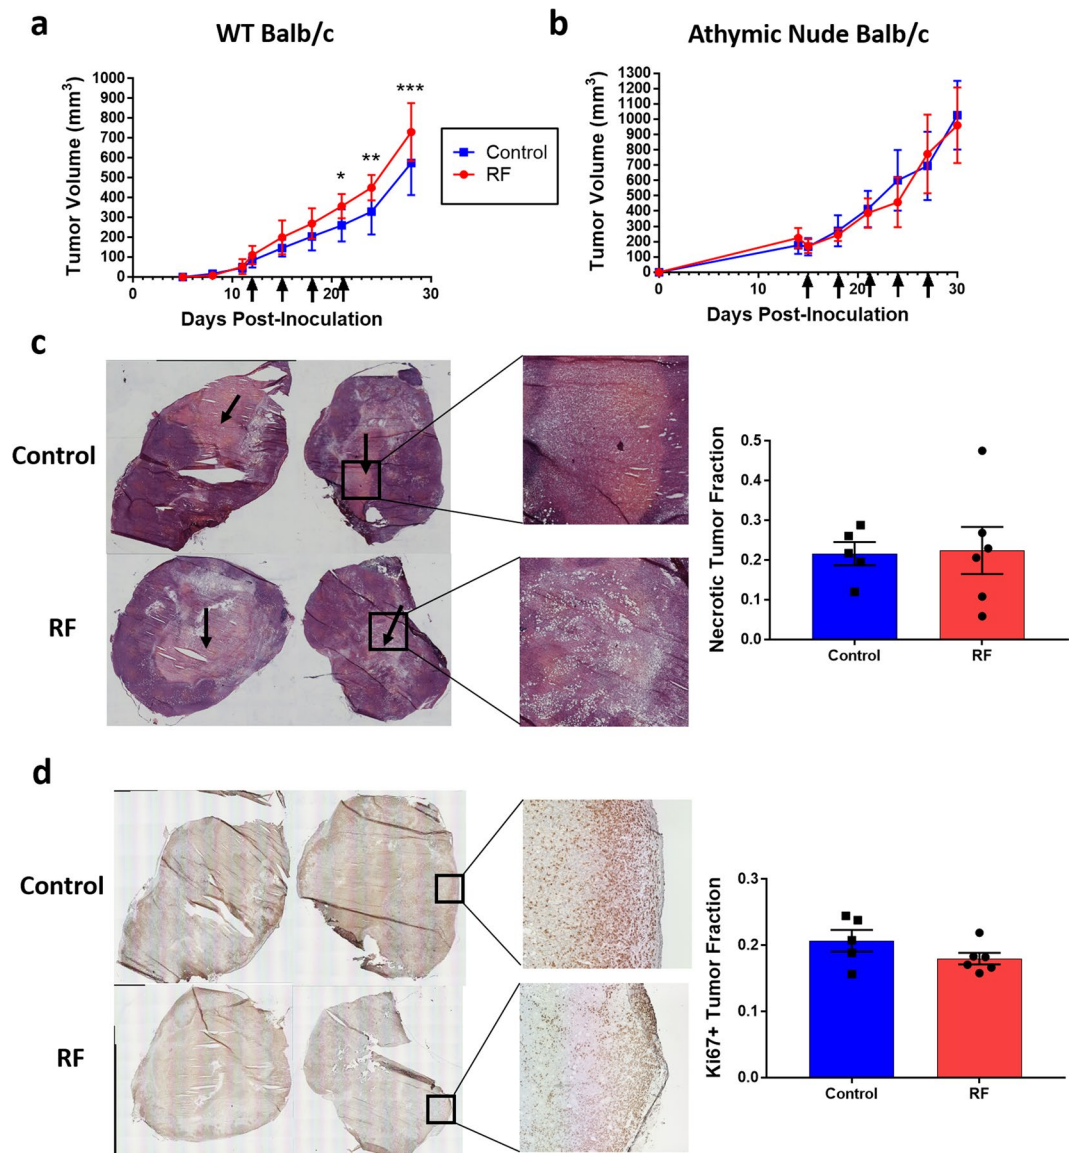 a
WT Balb/c
Tumor Volume (mm³)
1000
900
800
700
600
500
400
300
200
100
0
0
10
20
30
*
**
***
Days Post-Inoculation
Control
RF
b
Athymic Nude Balb/c
Tumor Volume (mm³)
1300
1200
1100
1000
900
800
700
600
500
400
300
200
100
0
0
10
20
30
Days Post-Inoculation
c
Control
RF
Necrotic Tumor Fraction
0.5
0.4
0.3
0.2
0.1
0.0
Control
RF
d
Control
RF
Ki67+ Tumor Fraction
0.3
0.2
0.1
0.0
Control
RF